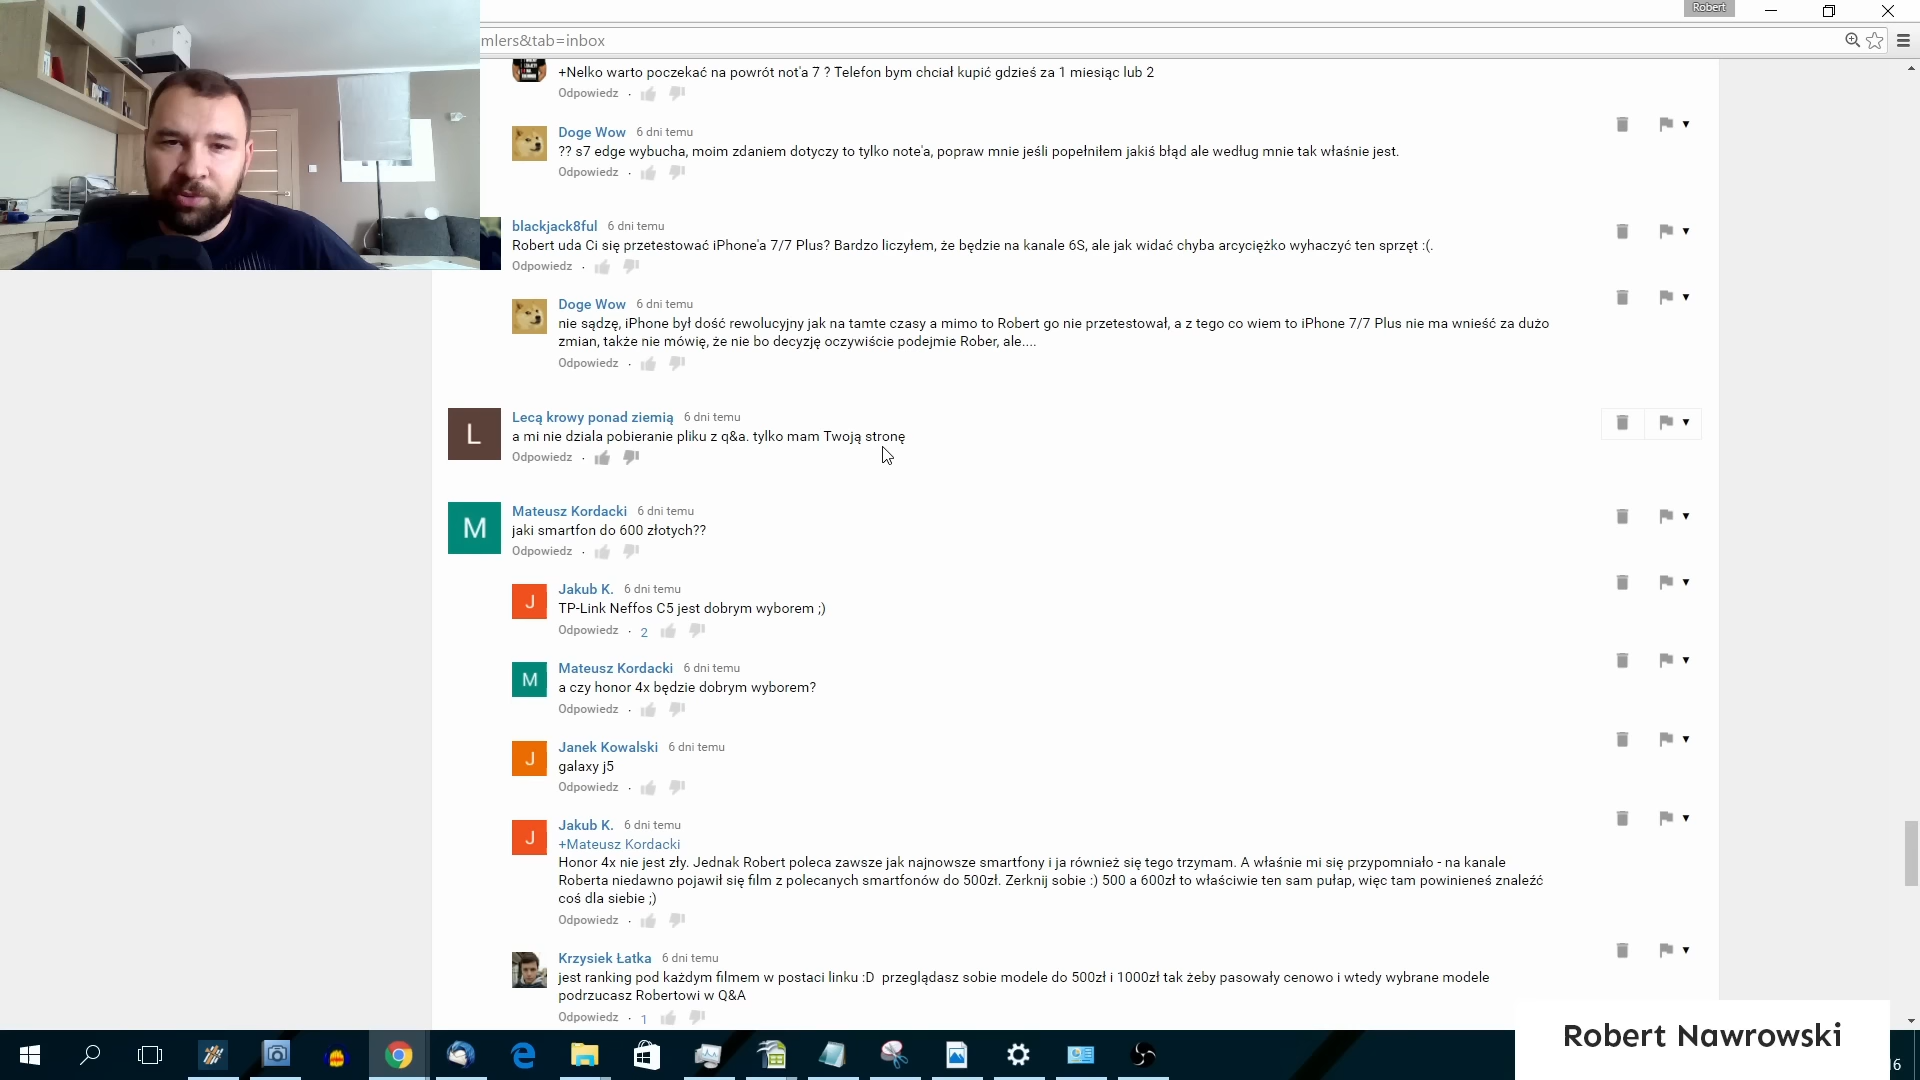 Robert
mlers&tab=inbox
+Nelko warto poczekać na powrót not'a 7 ? Telefon bym chciał kupić gdzieś za 1 miesiąc lub 2
Odpowiedz ·
Doge Wow 6 dni temu
?? s7 edge wybucha, moim zdaniem dotyczy to tylko note'a, popraw mnie jeśli popełniłem jakiś błąd ale według mnie tak właśnie jest.
Odpowiedz ·
blackjack8ful 6 dni temu
Robert uda Ci się przetestować iPhone'a 7/7 Plus? Bardzo liczyłem, że będzie na kanale 6S, ale jak widać chyba arcyciężko wyhaczyć ten sprzęt :(.
Odpowiedz ·
Doge Wow 6 dni temu
nie sądzę, iPhone był dość rewolucyjny jak na tamte czasy a mimo to Robert go nie przetestował, a z tego co wiem to iPhone 7/7 Plus nie ma wnieść za dużo
zmian, także nie mówię, że nie bo decyzję oczywiście podejmie Rober, ale....
Odpowiedz ·
L
Lecą krowy ponad ziemią 6 dni temu
a mi nie dziala pobieranie pliku z q&a. tylko mam Twoją stronę
Odpowiedz ·
M
Mateusz Kordacki 6 dni temu
jaki smartfon do 600 złotych??
Odpowiedz ·
J
Jakub K. 6 dni temu
TP-Link Neffos C5 jest dobrym wyborem ;)
Odpowiedz · 2
M
Mateusz Kordacki 6 dni temu
a czy honor 4x będzie dobrym wyborem?
Odpowiedz ·
J
Janek Kowalski 6 dni temu
galaxy j5
Odpowiedz ·
J
Jakub K. 6 dni temu
+Mateusz Kordacki
Honor 4x nie jest zły. Jednak Robert poleca zawsze jak najnowsze smartfony i ja również się tego trzymam. A właśnie mi się przypomniało - na kanale
Roberta niedawno pojawił się film z polecanych smartfonów do 500zł. Zerknij sobie :) 500 a 600zł to właściwie ten sam pułap, więc tam powinieneś znaleźć
coś dla siebie ;)
Odpowiedz ·
Krzysiek Łatka 6 dni temu
jest ranking pod każdym filmem w postaci linku :D przeglądasz sobie modele do 500zł i 1000zł tak żeby pasowały cenowo i wtedy wybrane modele
podrzucasz Robertowi w Q&A
Odpowiedz · 1
Robert Nawrowski
16